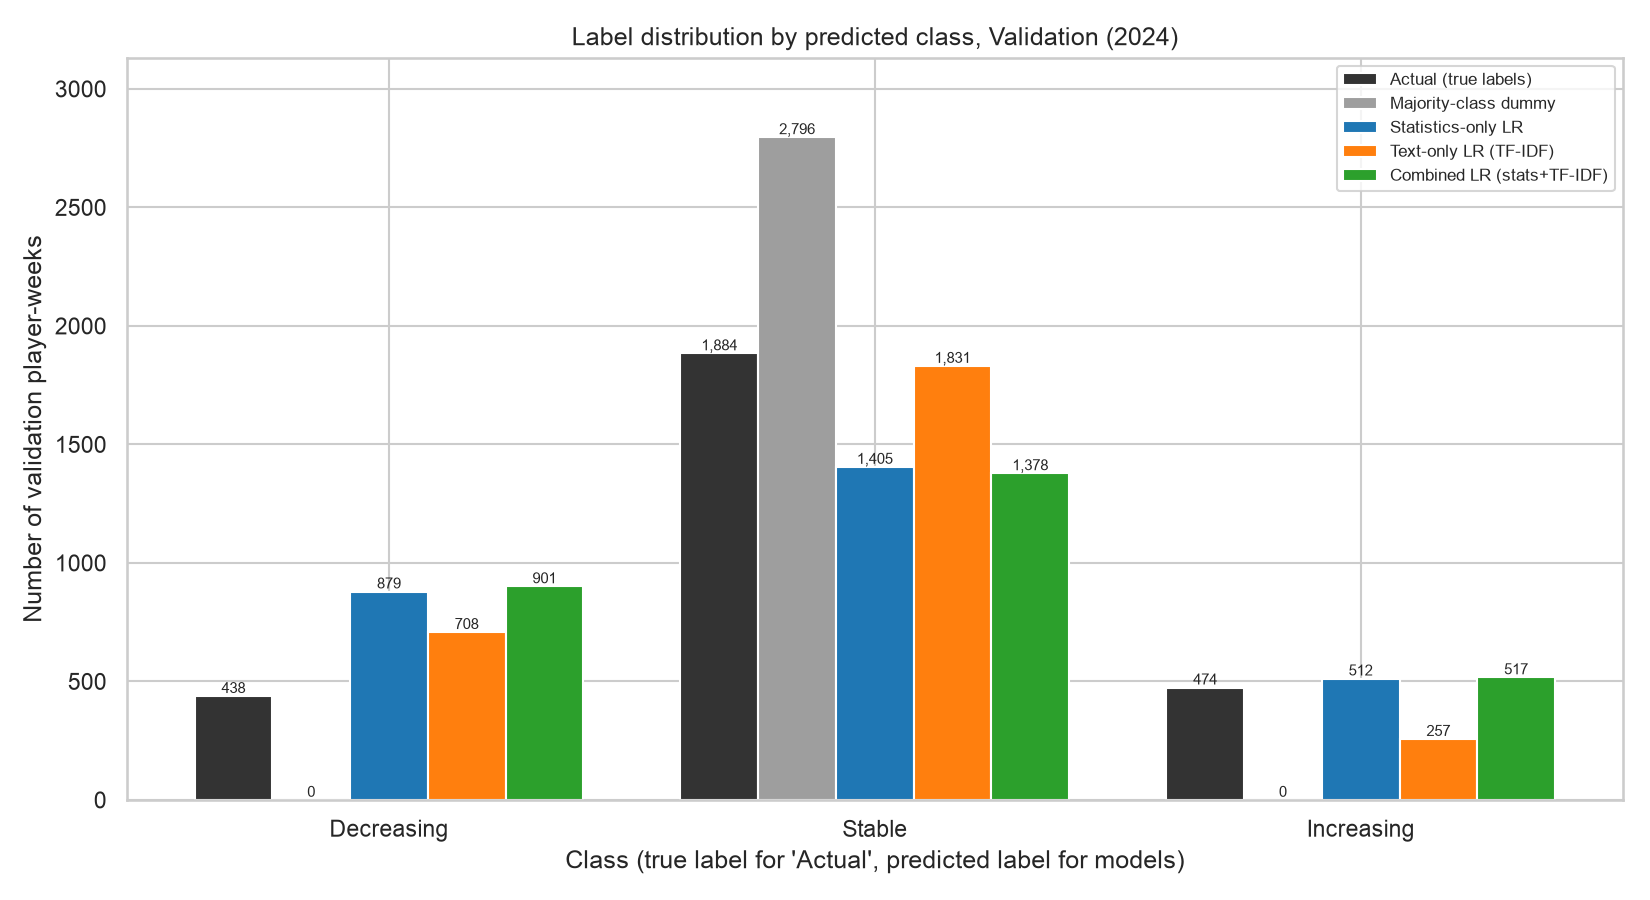 Label distribution by predicted class, Validation (2024)
Actual (true labels)
Majority-class dummy
Statistics-only LR
Text-only LR (TF-IDF)
Combined LR (stats+TF-IDF)
Number of validation player-weeks
3000
2500
2000
1500
1000
500
0
438
0
879
708
901
1,884
2,796
1,405
1,831
1,378
474
0
512
257
517
Decreasing
Stable
Increasing
Class (true label for 'Actual', predicted label for models)